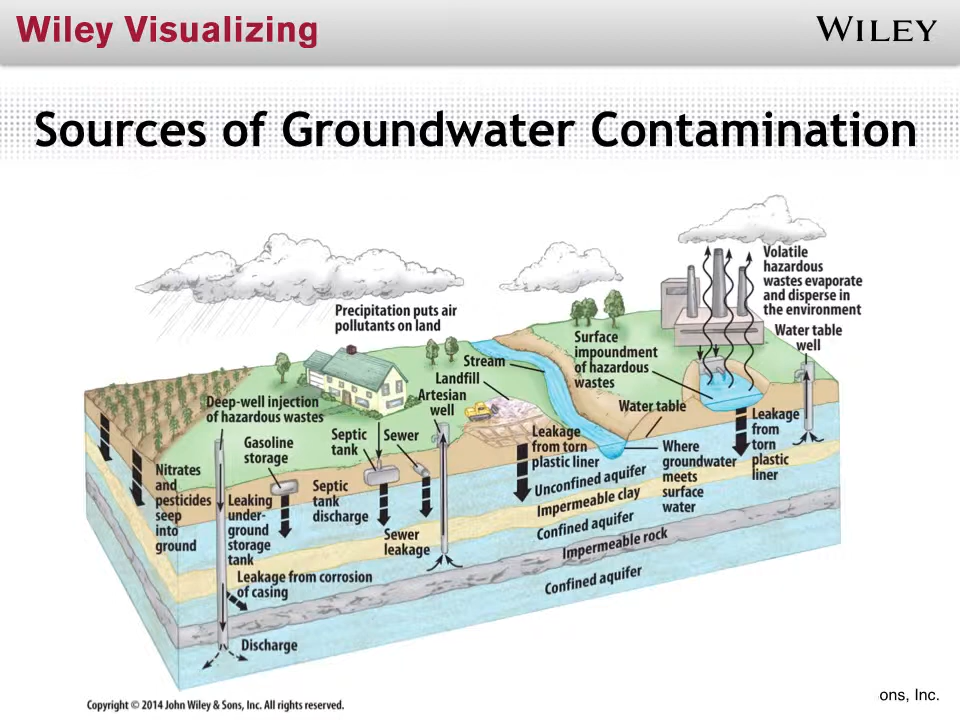 Wiley Visualizing
WILEY
Sources of Groundwater Contamination
Volatile
hazardous
wastes evaporate
and disperse in
the environment
Precipitation puts air
pollutants on land
Water table
well
Surface
impoundment
of hazardous
wastes
Stream
Landfill
Artesian
well
Deep-well injection
of hazardous wastes
Water table
Leakage
from
torn
plastic
liner
Gasoline
storage
Septic
tank
Sewer
Leakage
from torn
plastic liner
Where
groundwater
meets
surface
water
Nitrates
and
pesticides
seep
into
ground
Leaking
under-
ground
storage
tank
Septic
tank
discharge
Sewer
leakage
Unconfined aquifer
Impermeable clay
Confined aquifer
Impermeable rock
Confined aquifer
Leakage from corrosion
of casing
Discharge
ons, Inc.
Copyright © 2014 John Wiley & Sons, Inc. All rights reserved.